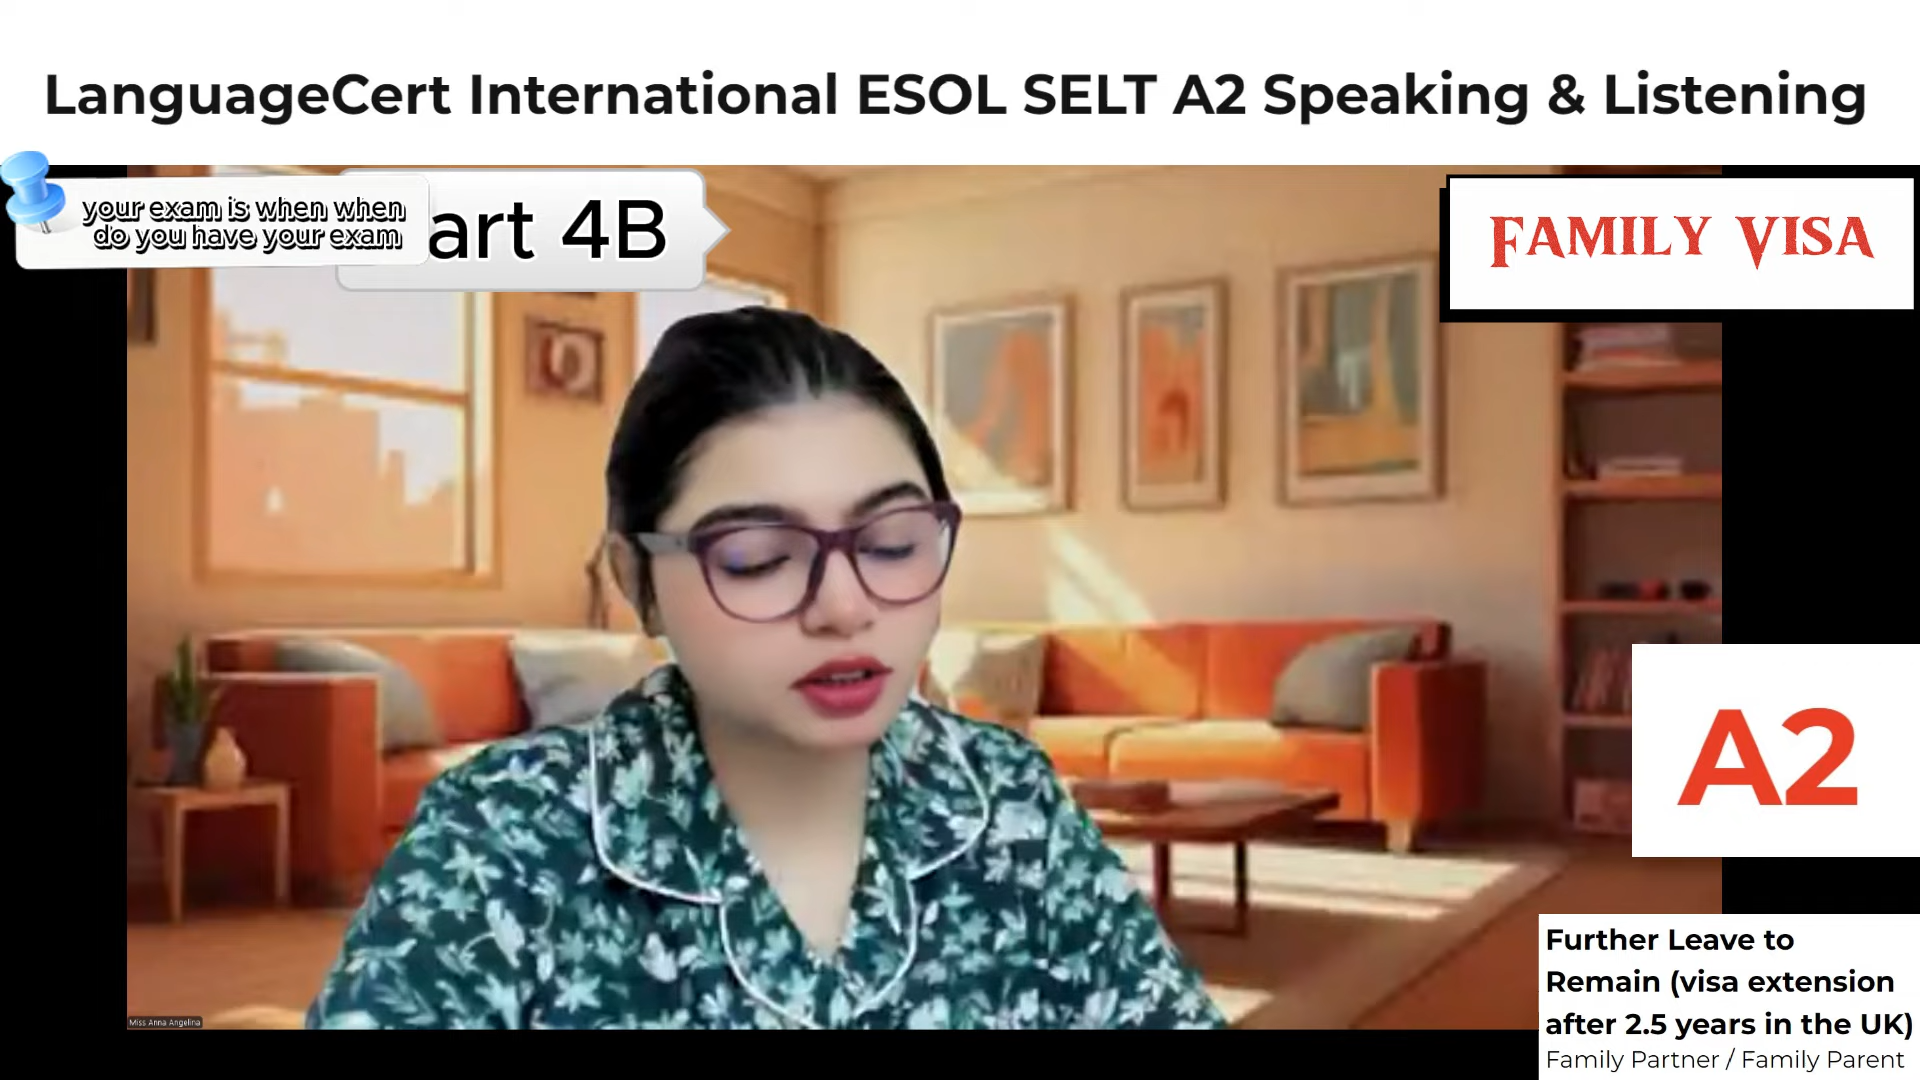 LanguageCert International ESOL SELT A2 Speaking & Listening
your exam is when when
do you have your exam
art 4B
FAMILY VISA
A2
Further Leave to
Remain (visa extension
after 2.5 years in the UK)
Family Partner / Family Parent
Miss Anna Angelina